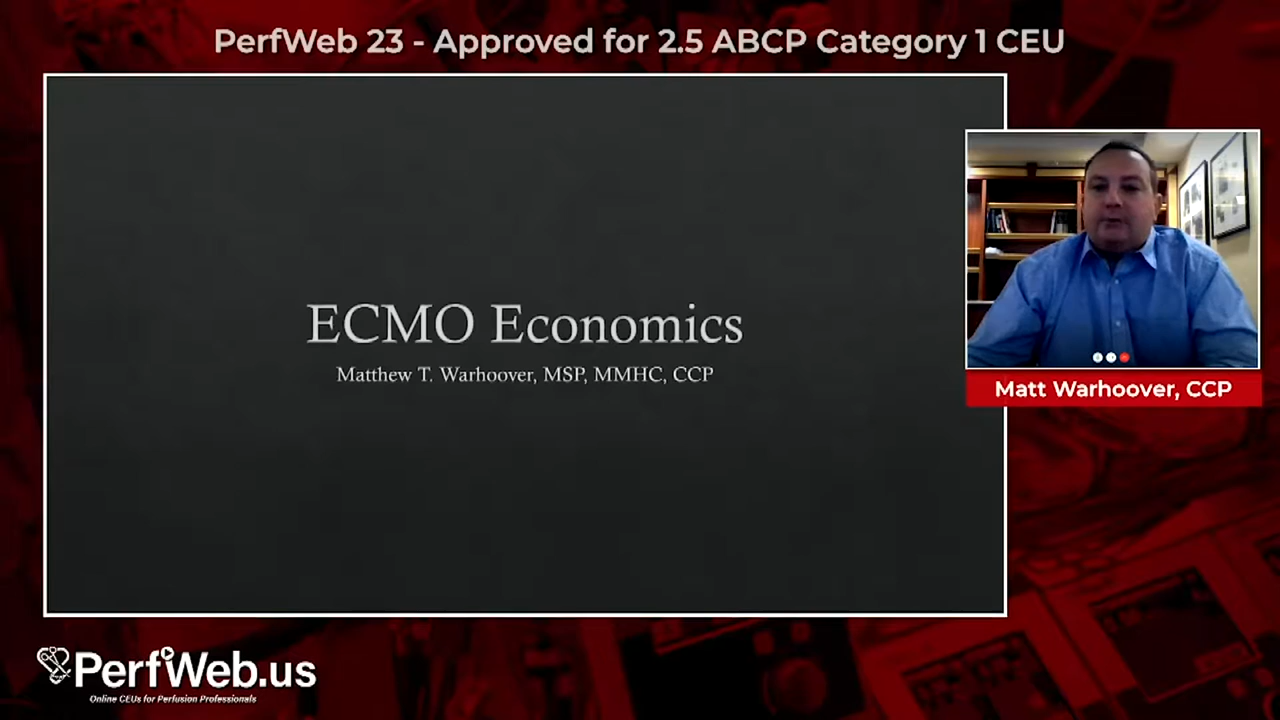 PerfWeb 23 - Approved for 2.5 ABCP Category 1 CEU
ECMO Economics
Matthew T. Warhoover, MSP, MMHC, CCP
Matt Warhoover, CCP
PerfWeb.us
Online CEUs for Perfusion Professionals